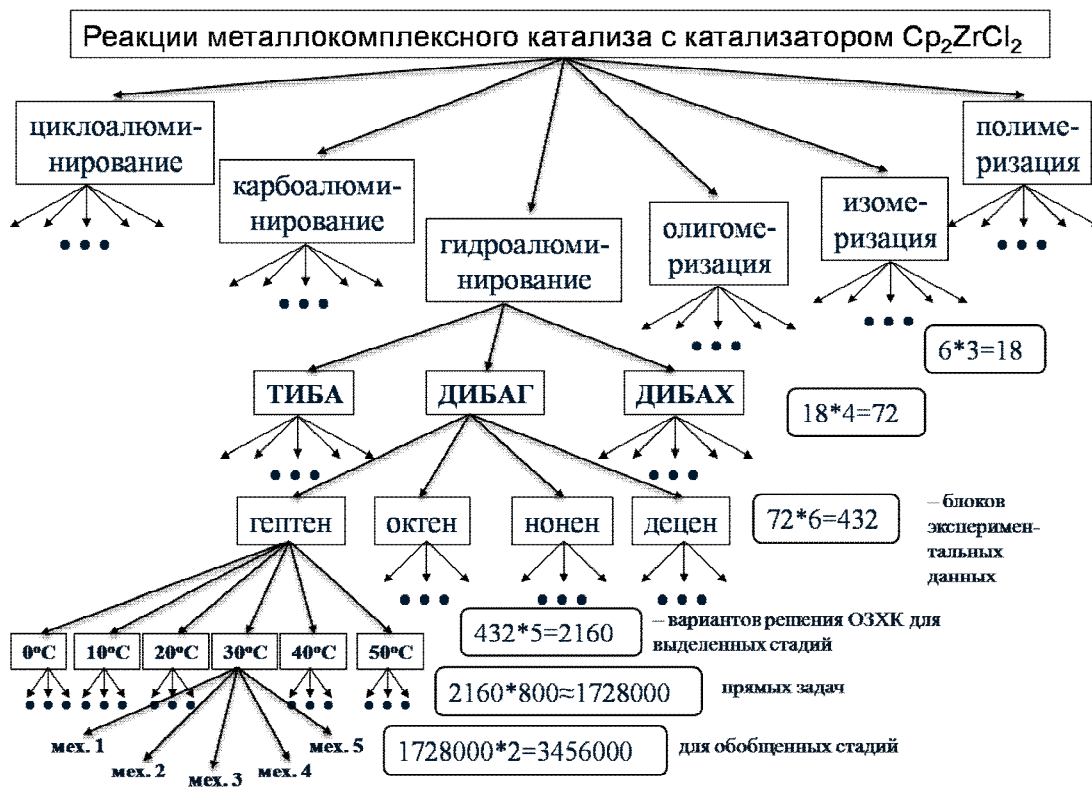 Реакции металлокомплексного катализа с катализатором Cp₂ZrCl₂
циклоалюми-
нирование
карбоалюми-
нирование
гидроалюми-
нирование
олигоме-
ризация
изоме-
ризация
полиме-
ризация
6*3=18
ТИБА
ДИБАГ
ДИБАХ
18*4=72
гептен
октен
нонен
децен
72*6=432
– блоков
эксперимен-
тальных
данных
432*5=2160
– вариантов решения ОЗХК для
выделенных стадий
0°C
10°C
20°C
30°C
40°C
50°C
2160*800≈1728000
прямых задач
мех. 1
мех. 2
мех. 3
мех. 4
мех. 5
1728000*2=3456000
для обобщенных стадий